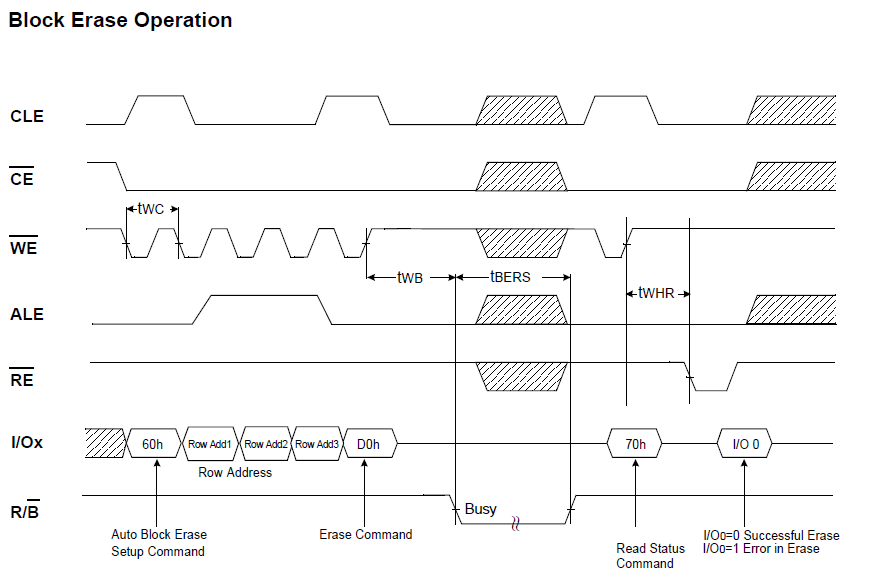 Block Erase Operation
CLE
CE
tWC
WE
tWB
tBERS
tWHR
ALE
RE
I/Ox
60h
Row Add1
Row Add2
Row Add3
D0h
70h
I/O 0
Row Address
R/B
Busy
Auto Block Erase
Setup Command
Erase Command
Read Status
Command
I/O0=0 Successful Erase
I/O0=1 Error in Erase